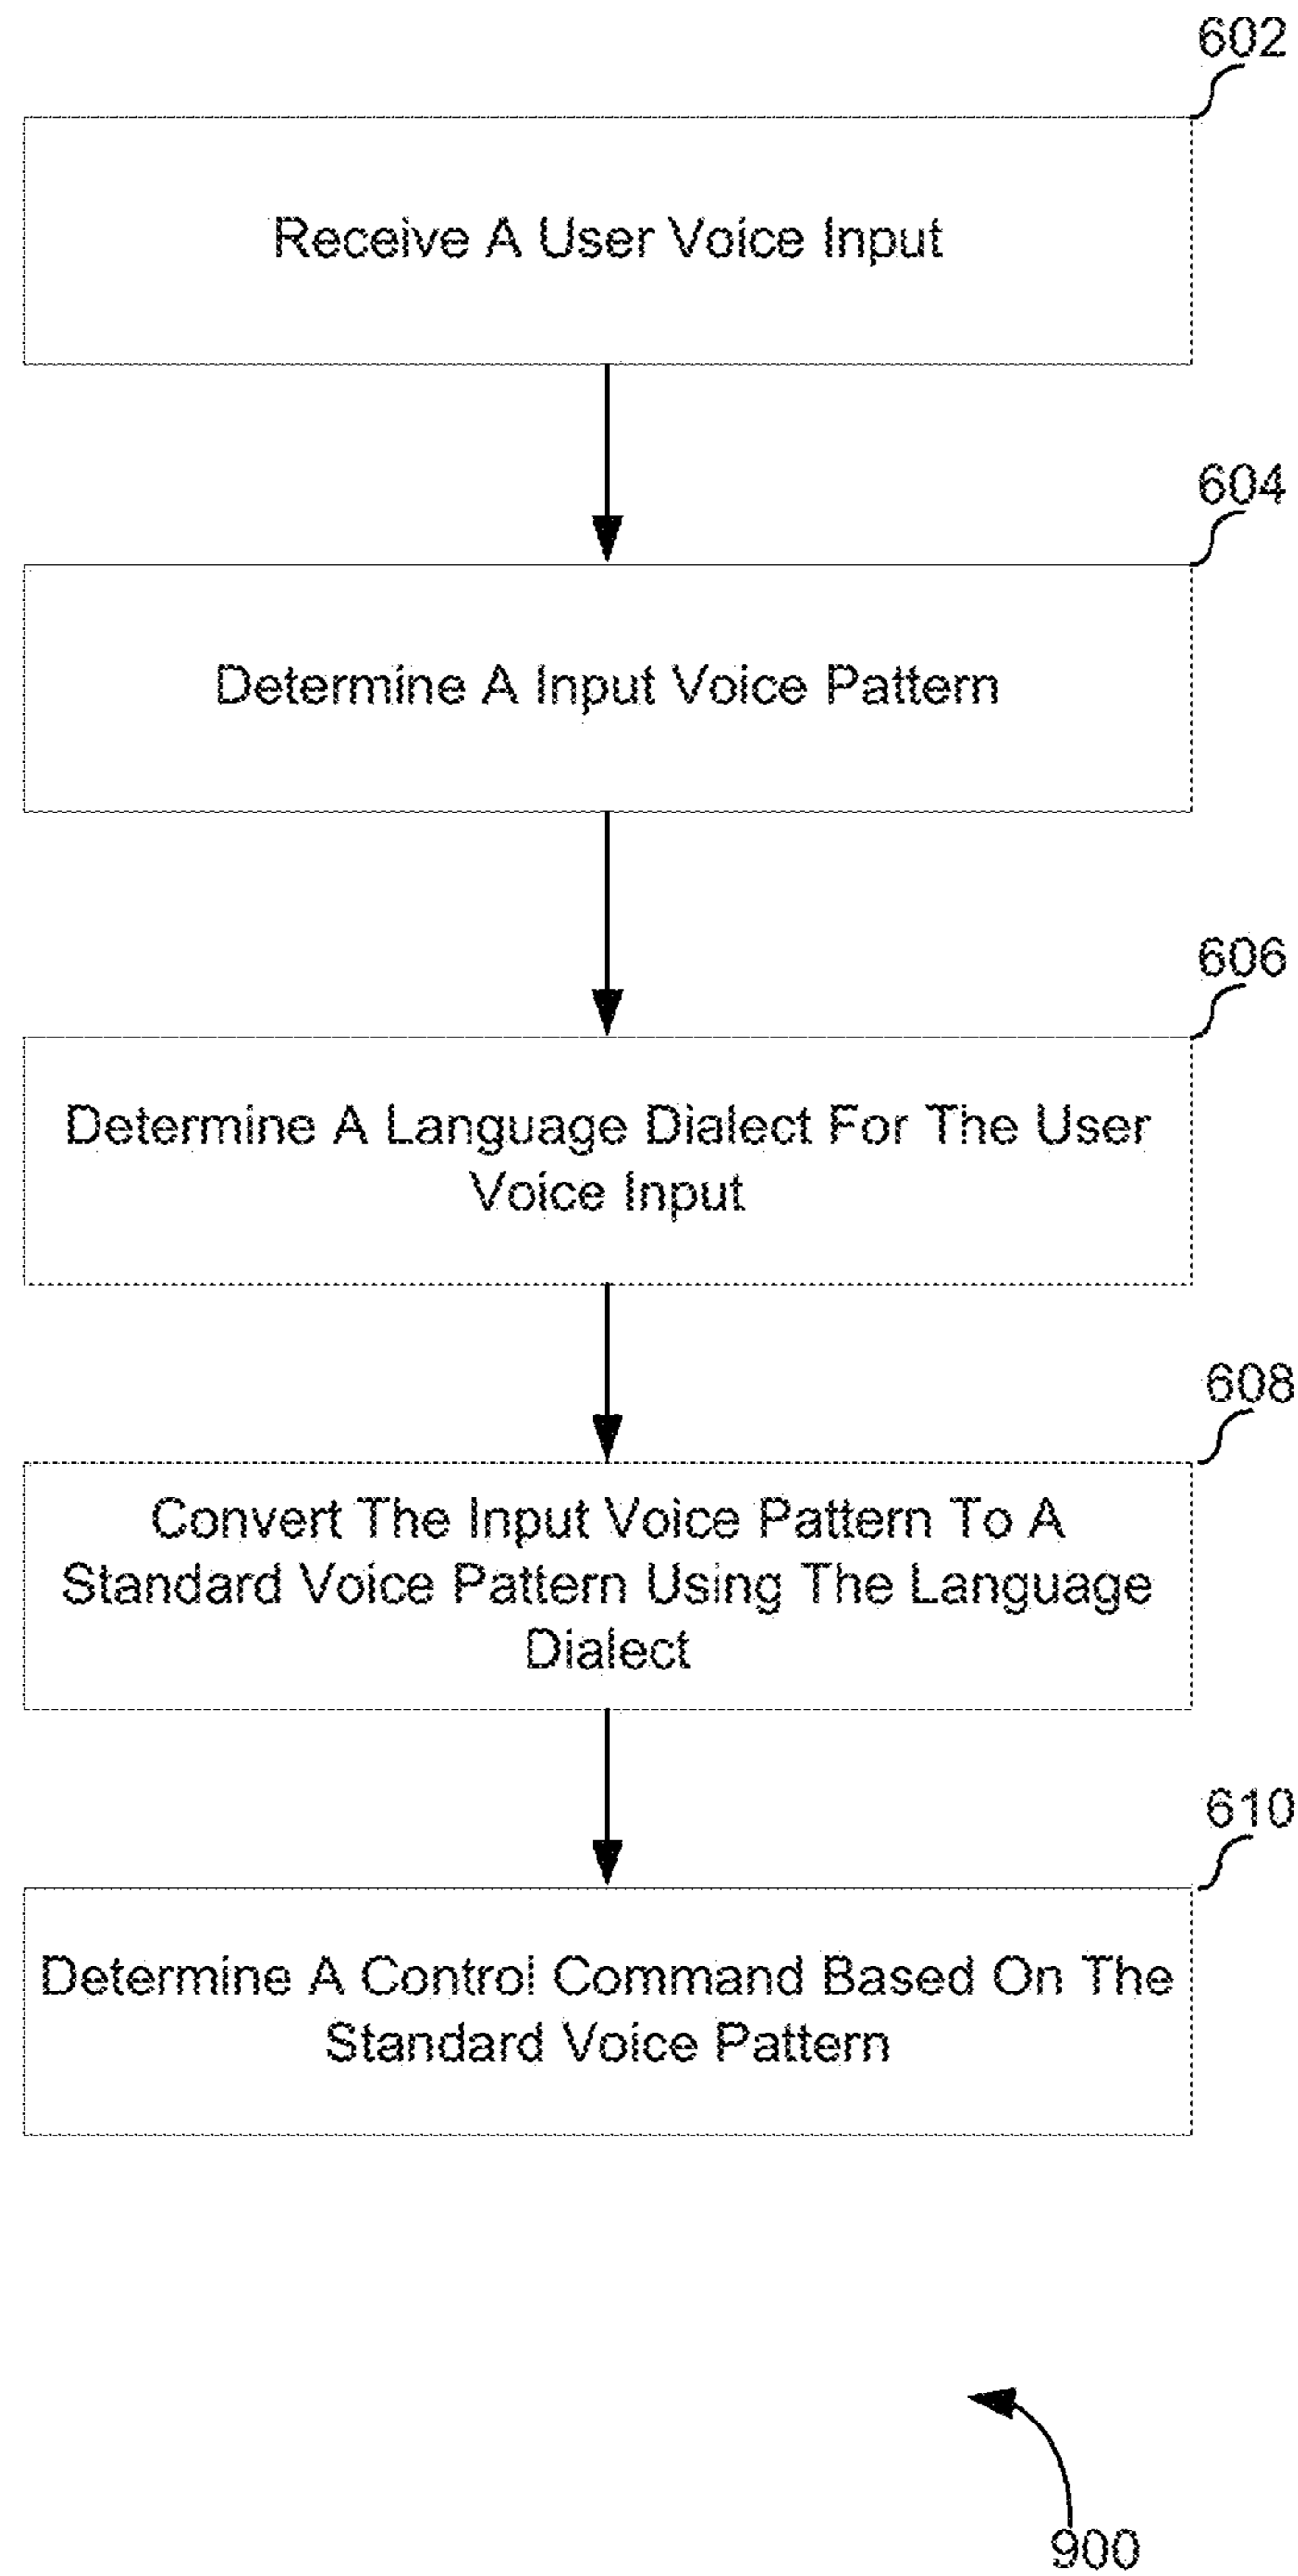 602
Receive A User Voice Input
604
Determine A Input Voice Pattern
606
Determine A Language Dialect For The User
Voice Input
608
Convert The Input Voice Pattern To A
Standard Voice Pattern Using The Language
Dialect
610
Determine A Control Command Based On The
Standard Voice Pattern
900